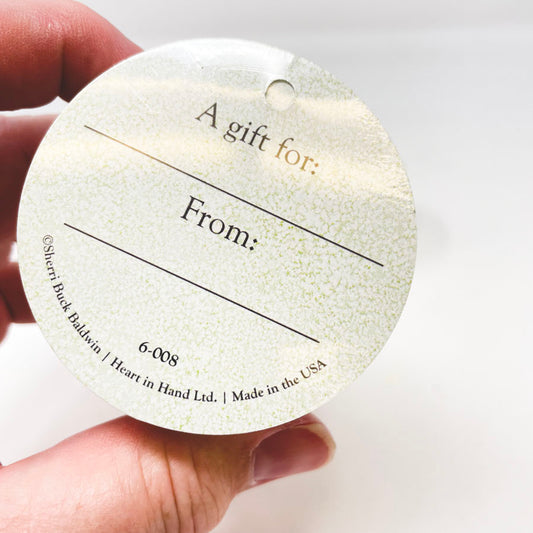 A gift for:
From:
6-008
©Sherri Buck Baldwin | Heart in Hand Ltd. | Made in the USA